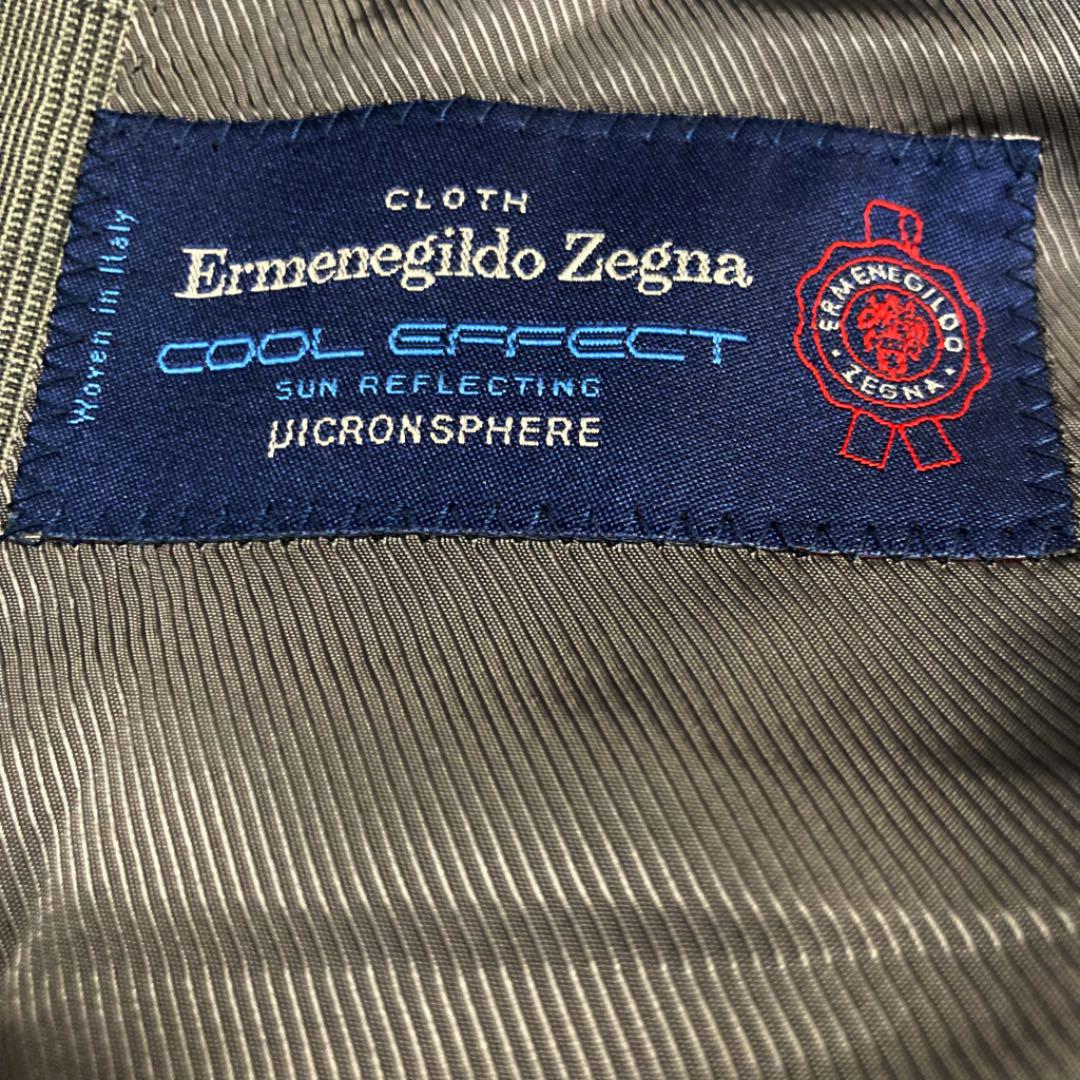 Woven in Italy
CLOTH
Ermenegildo Zegna
COOL EFFECT
SUN REFLECTING
µICRONSPHERE
ERMENEGILDO
• ZEGNA •